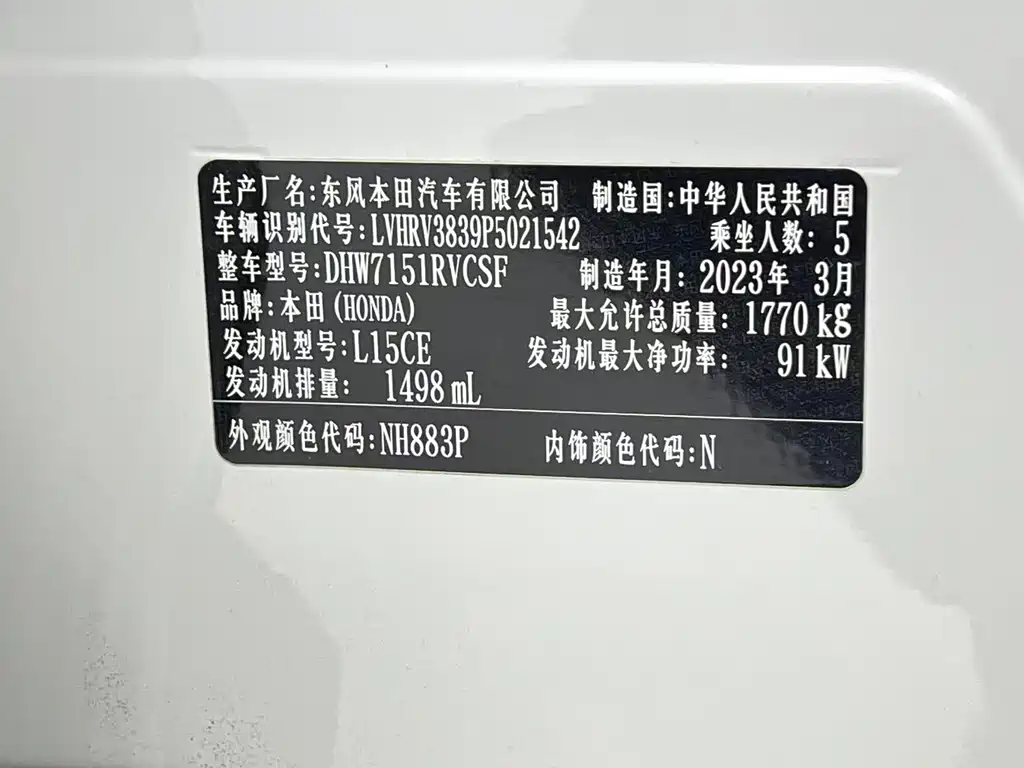 生产厂名:东风本田汽车有限公司 制造国:中华人民共和国
车辆识别代号:LVHRV3839P5021542 乘坐人数: 5
整车型号:DHW7151RVCSF 制造年月: 2023年 3月
品牌:本田(HONDA) 最大允许总质量: 1770 kg
发动机型号:L15CE 发动机最大净功率: 91 kW
发动机排量: 1498 mL
外观颜色代码:NH883P 内饰颜色代码:N